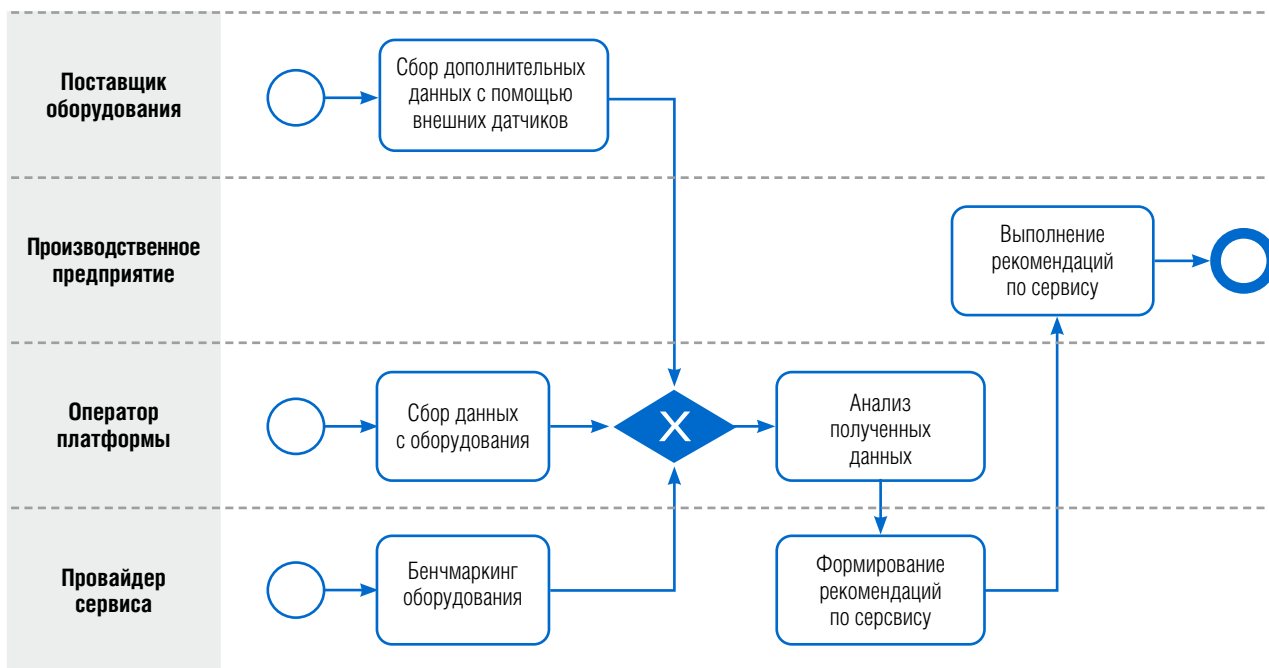 Поставщик
оборудования
Сбор дополнительных
данных с помощью
внешних датчиков
Производственное
предприятие
Выполнение
рекомендаций
по сервису
Оператор
платформы
Сбор данных
с оборудования
X
Анализ
полученных
данных
Провайдер
сервиса
Бенчмаркинг
оборудования
Формирование
рекомендаций
по серсвису